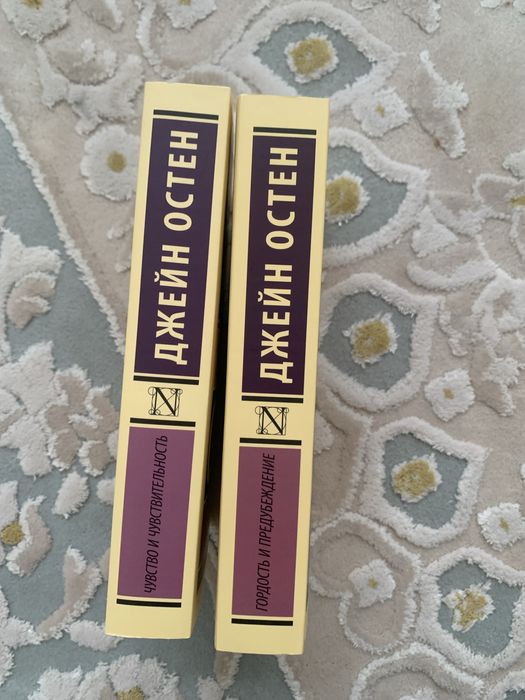 ДЖЕЙН ОСТЕН
N
ЧУВСТВО И ЧУВСТВИТЕЛЬНОСТЬ
ДЖЕЙН ОСТЕН
N
ГОРДОСТЬ И ПРЕДУБЕЖДЕНИЕ